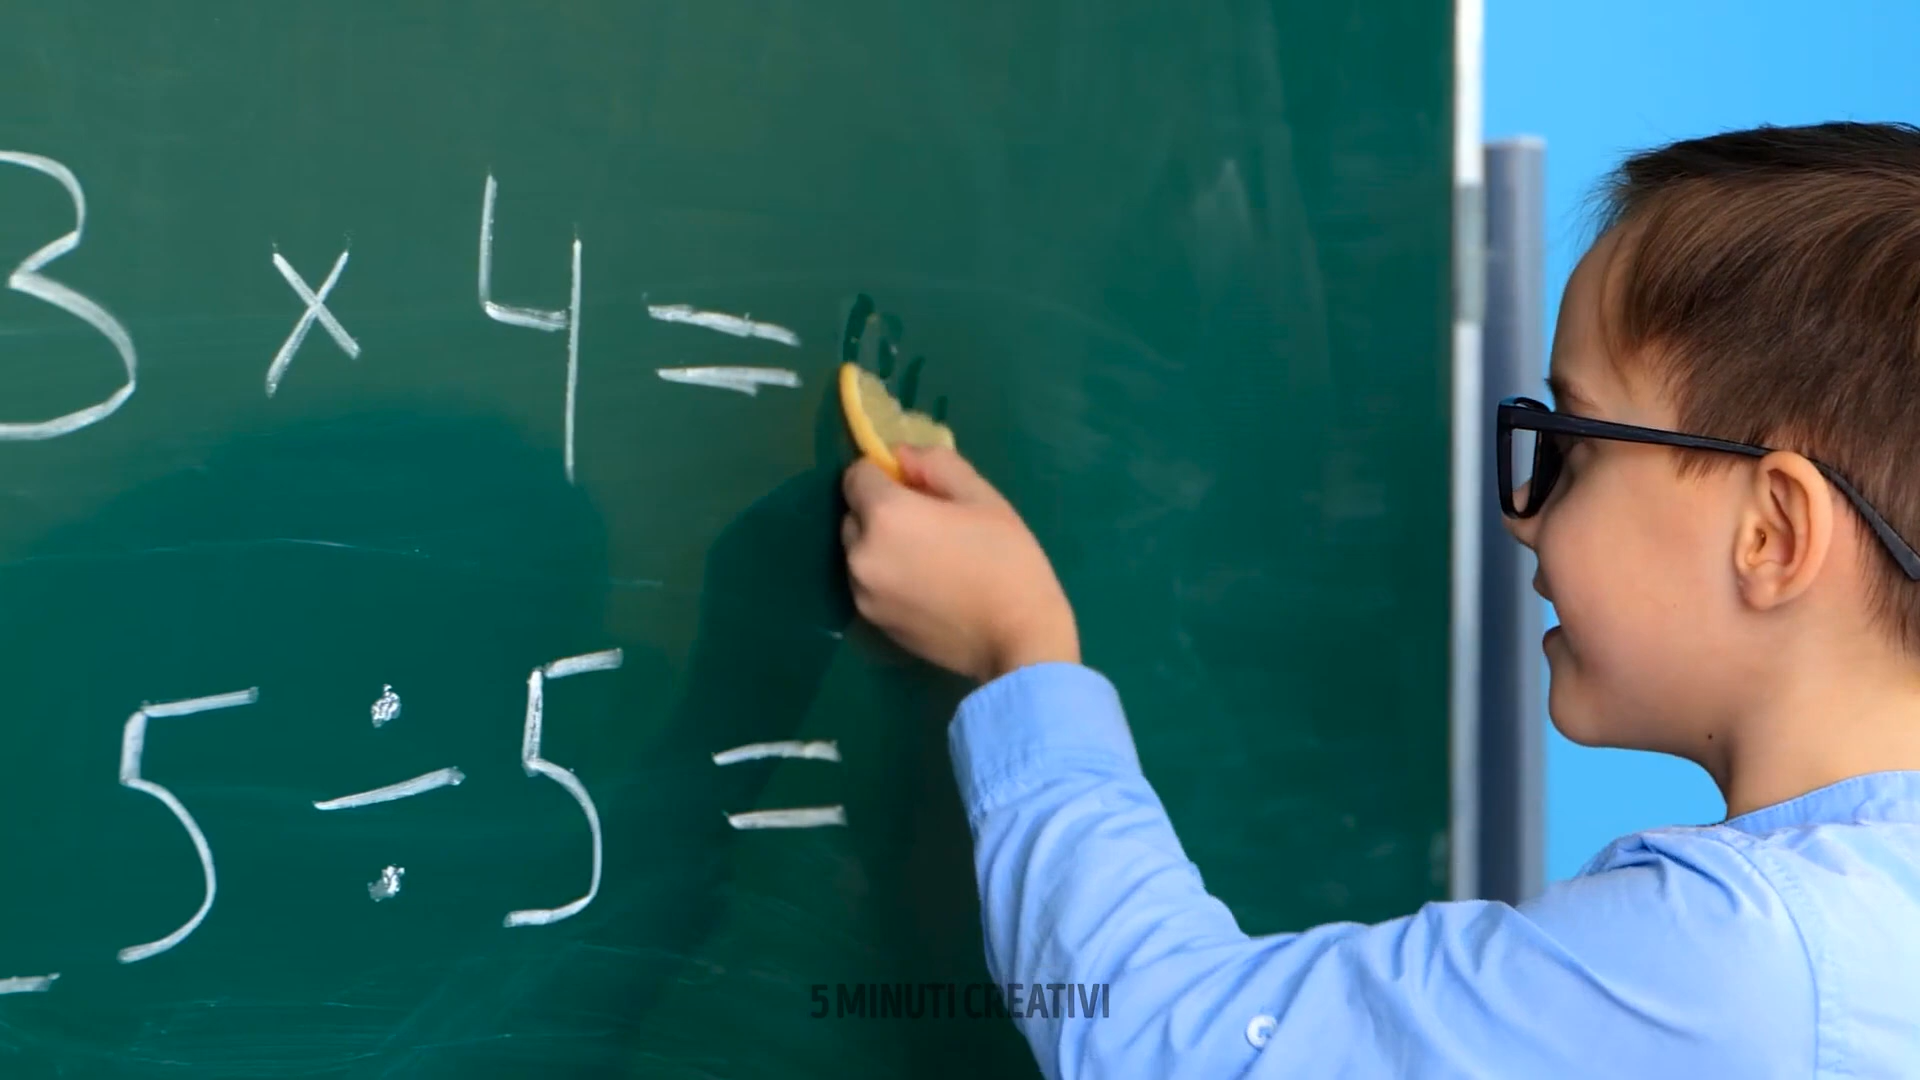 3 × 4 =
5 ÷ 5 =
5 MINUTI CREATIVI